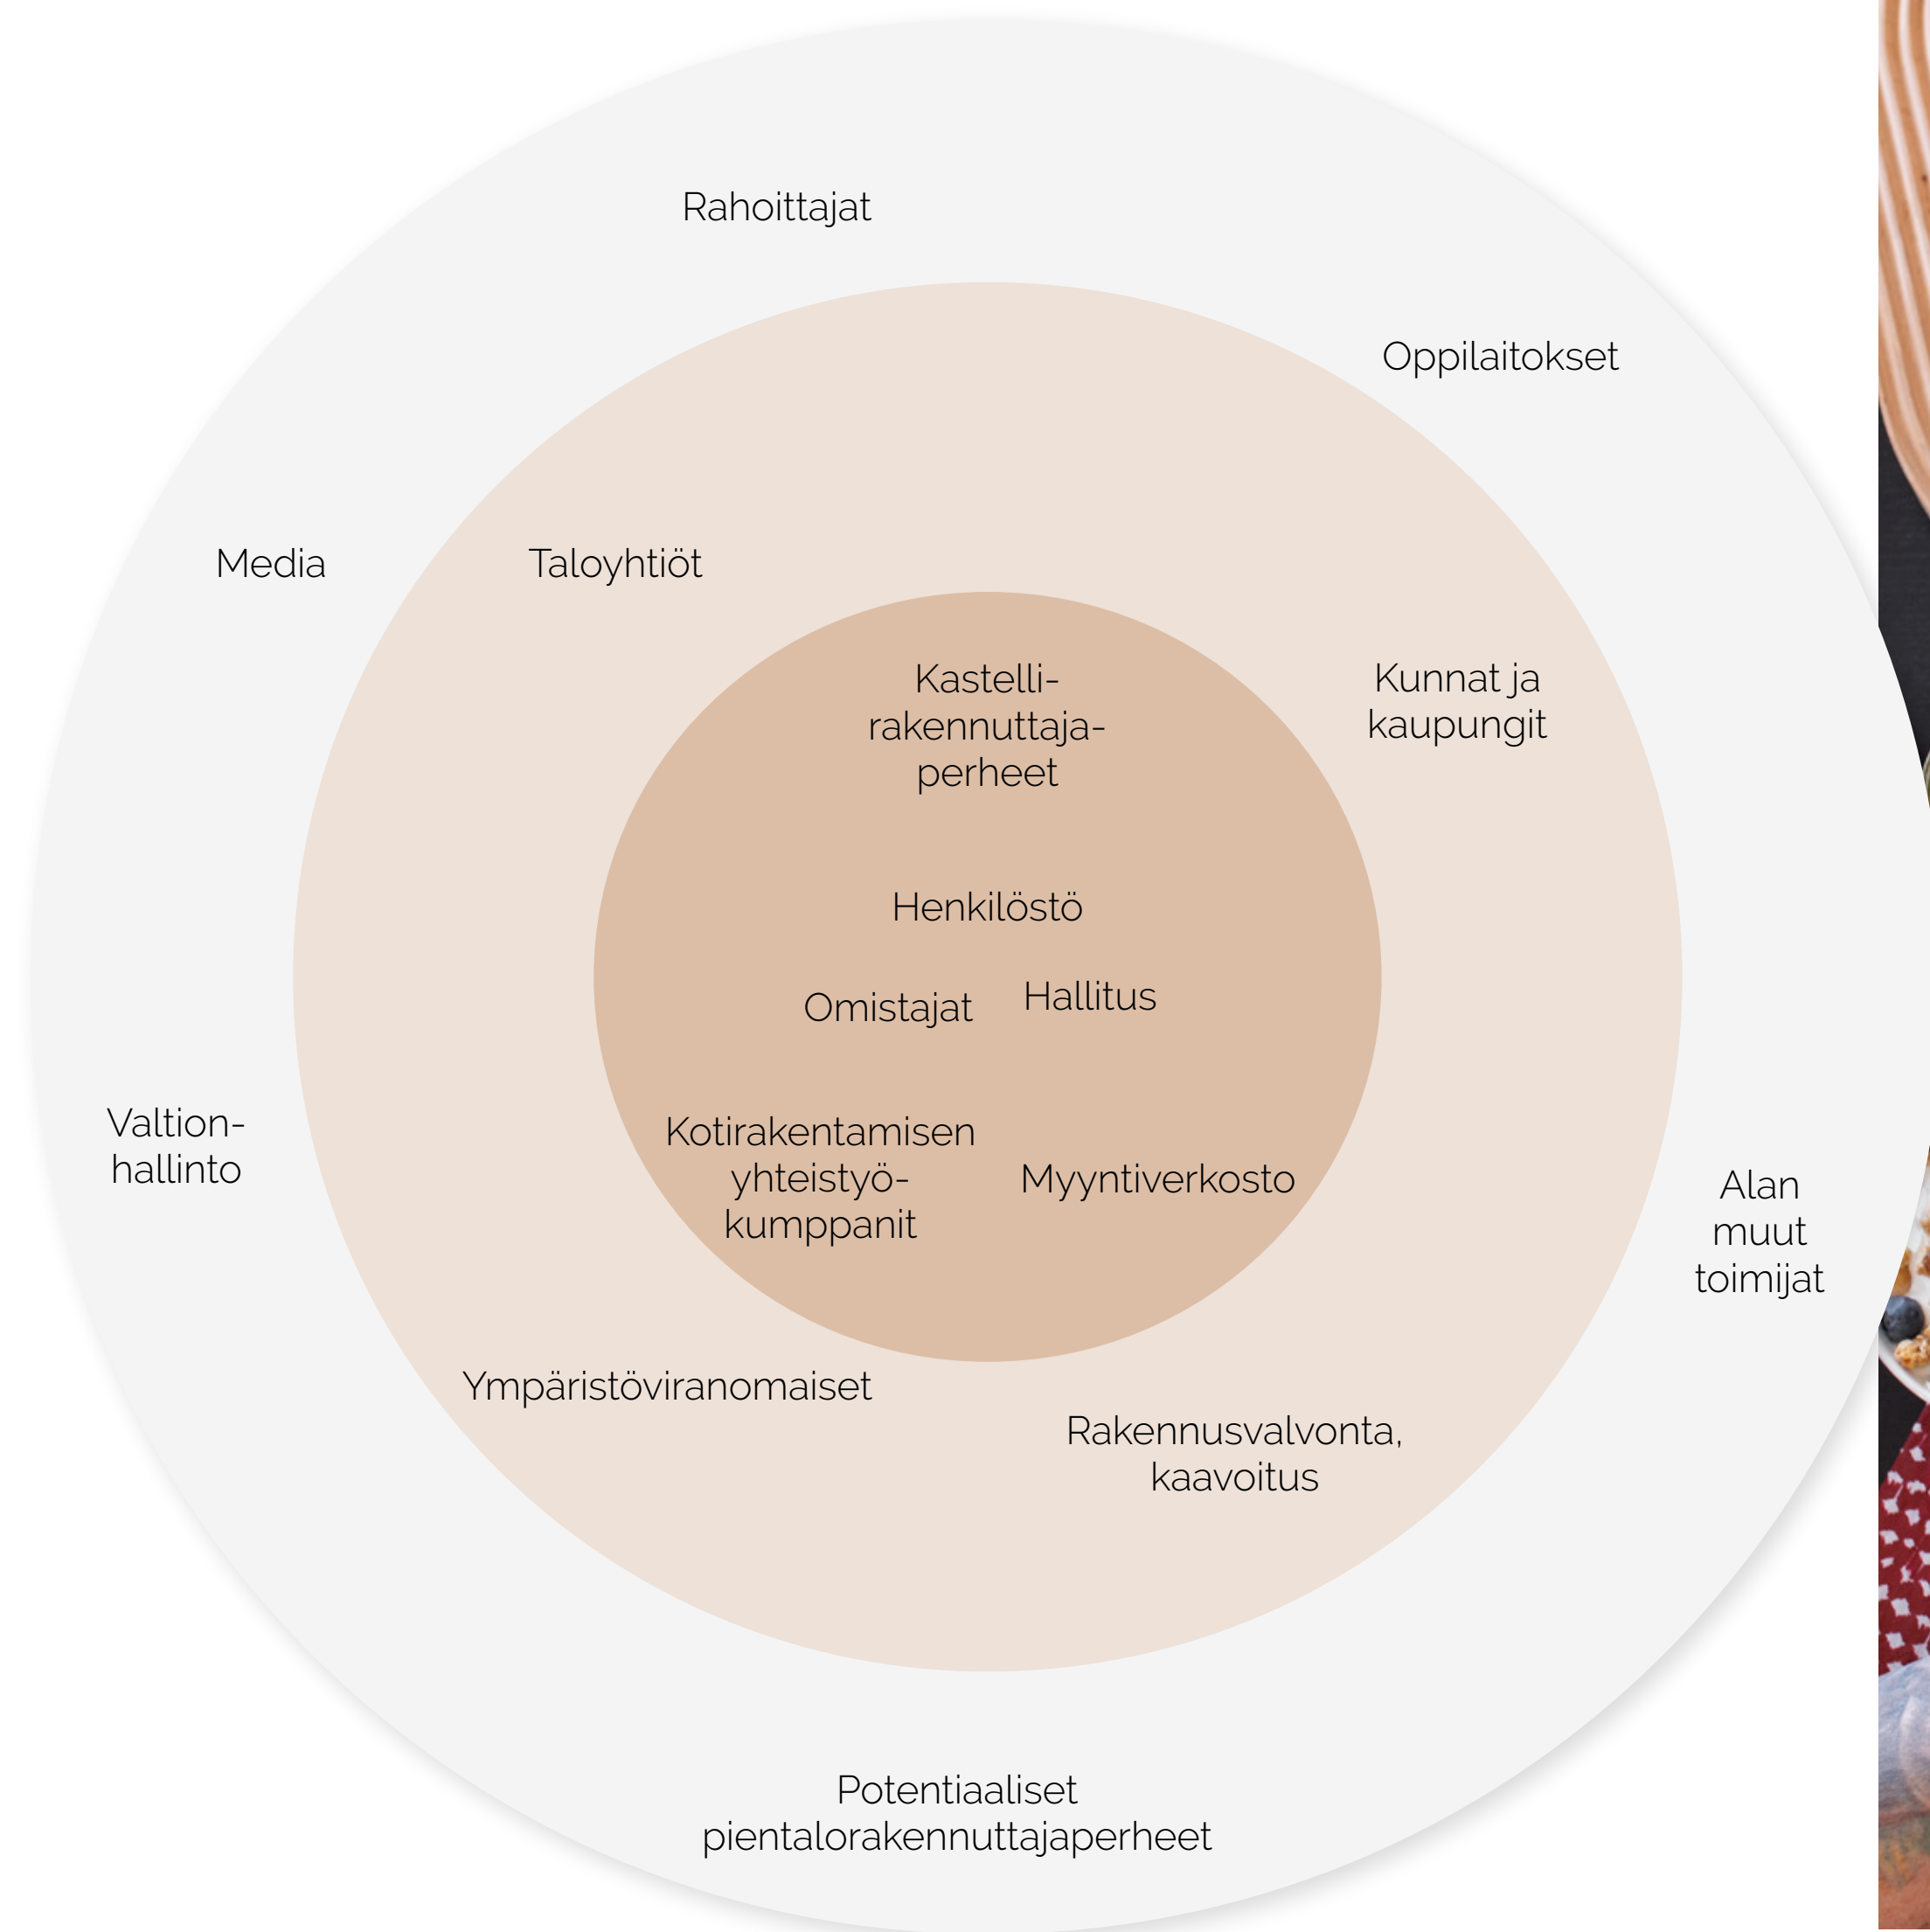 Rahoittajat
Oppilaitokset
Media
Taloyhtiöt
Kastelli-
rakennuttaja-
perheet
Kunnat ja
kaupungit
Henkilöstö
Omistajat
Hallitus
Kotirakentamisen
yhteistyö-
kumppanit
Myyntiverkosto
Valtion-
hallinto
Alan
muut
toimijat
Ympäristöviranomaiset
Rakennusvalvonta,
kaavoitus
Potentiaaliset
pientalorakennuttajaperheet